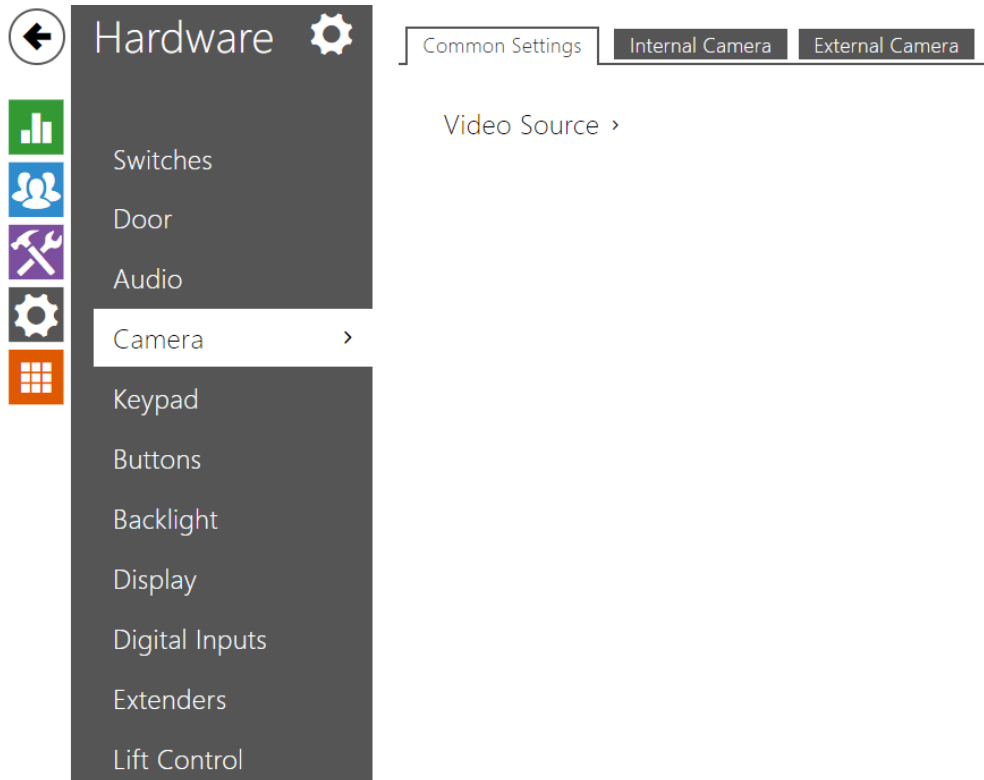 Hardware
Common Settings
Internal Camera
External Camera
Video Source
Switches
Door
Audio
Camera
Keypad
Buttons
Backlight
Display
Digital Inputs
Extenders
Lift Control